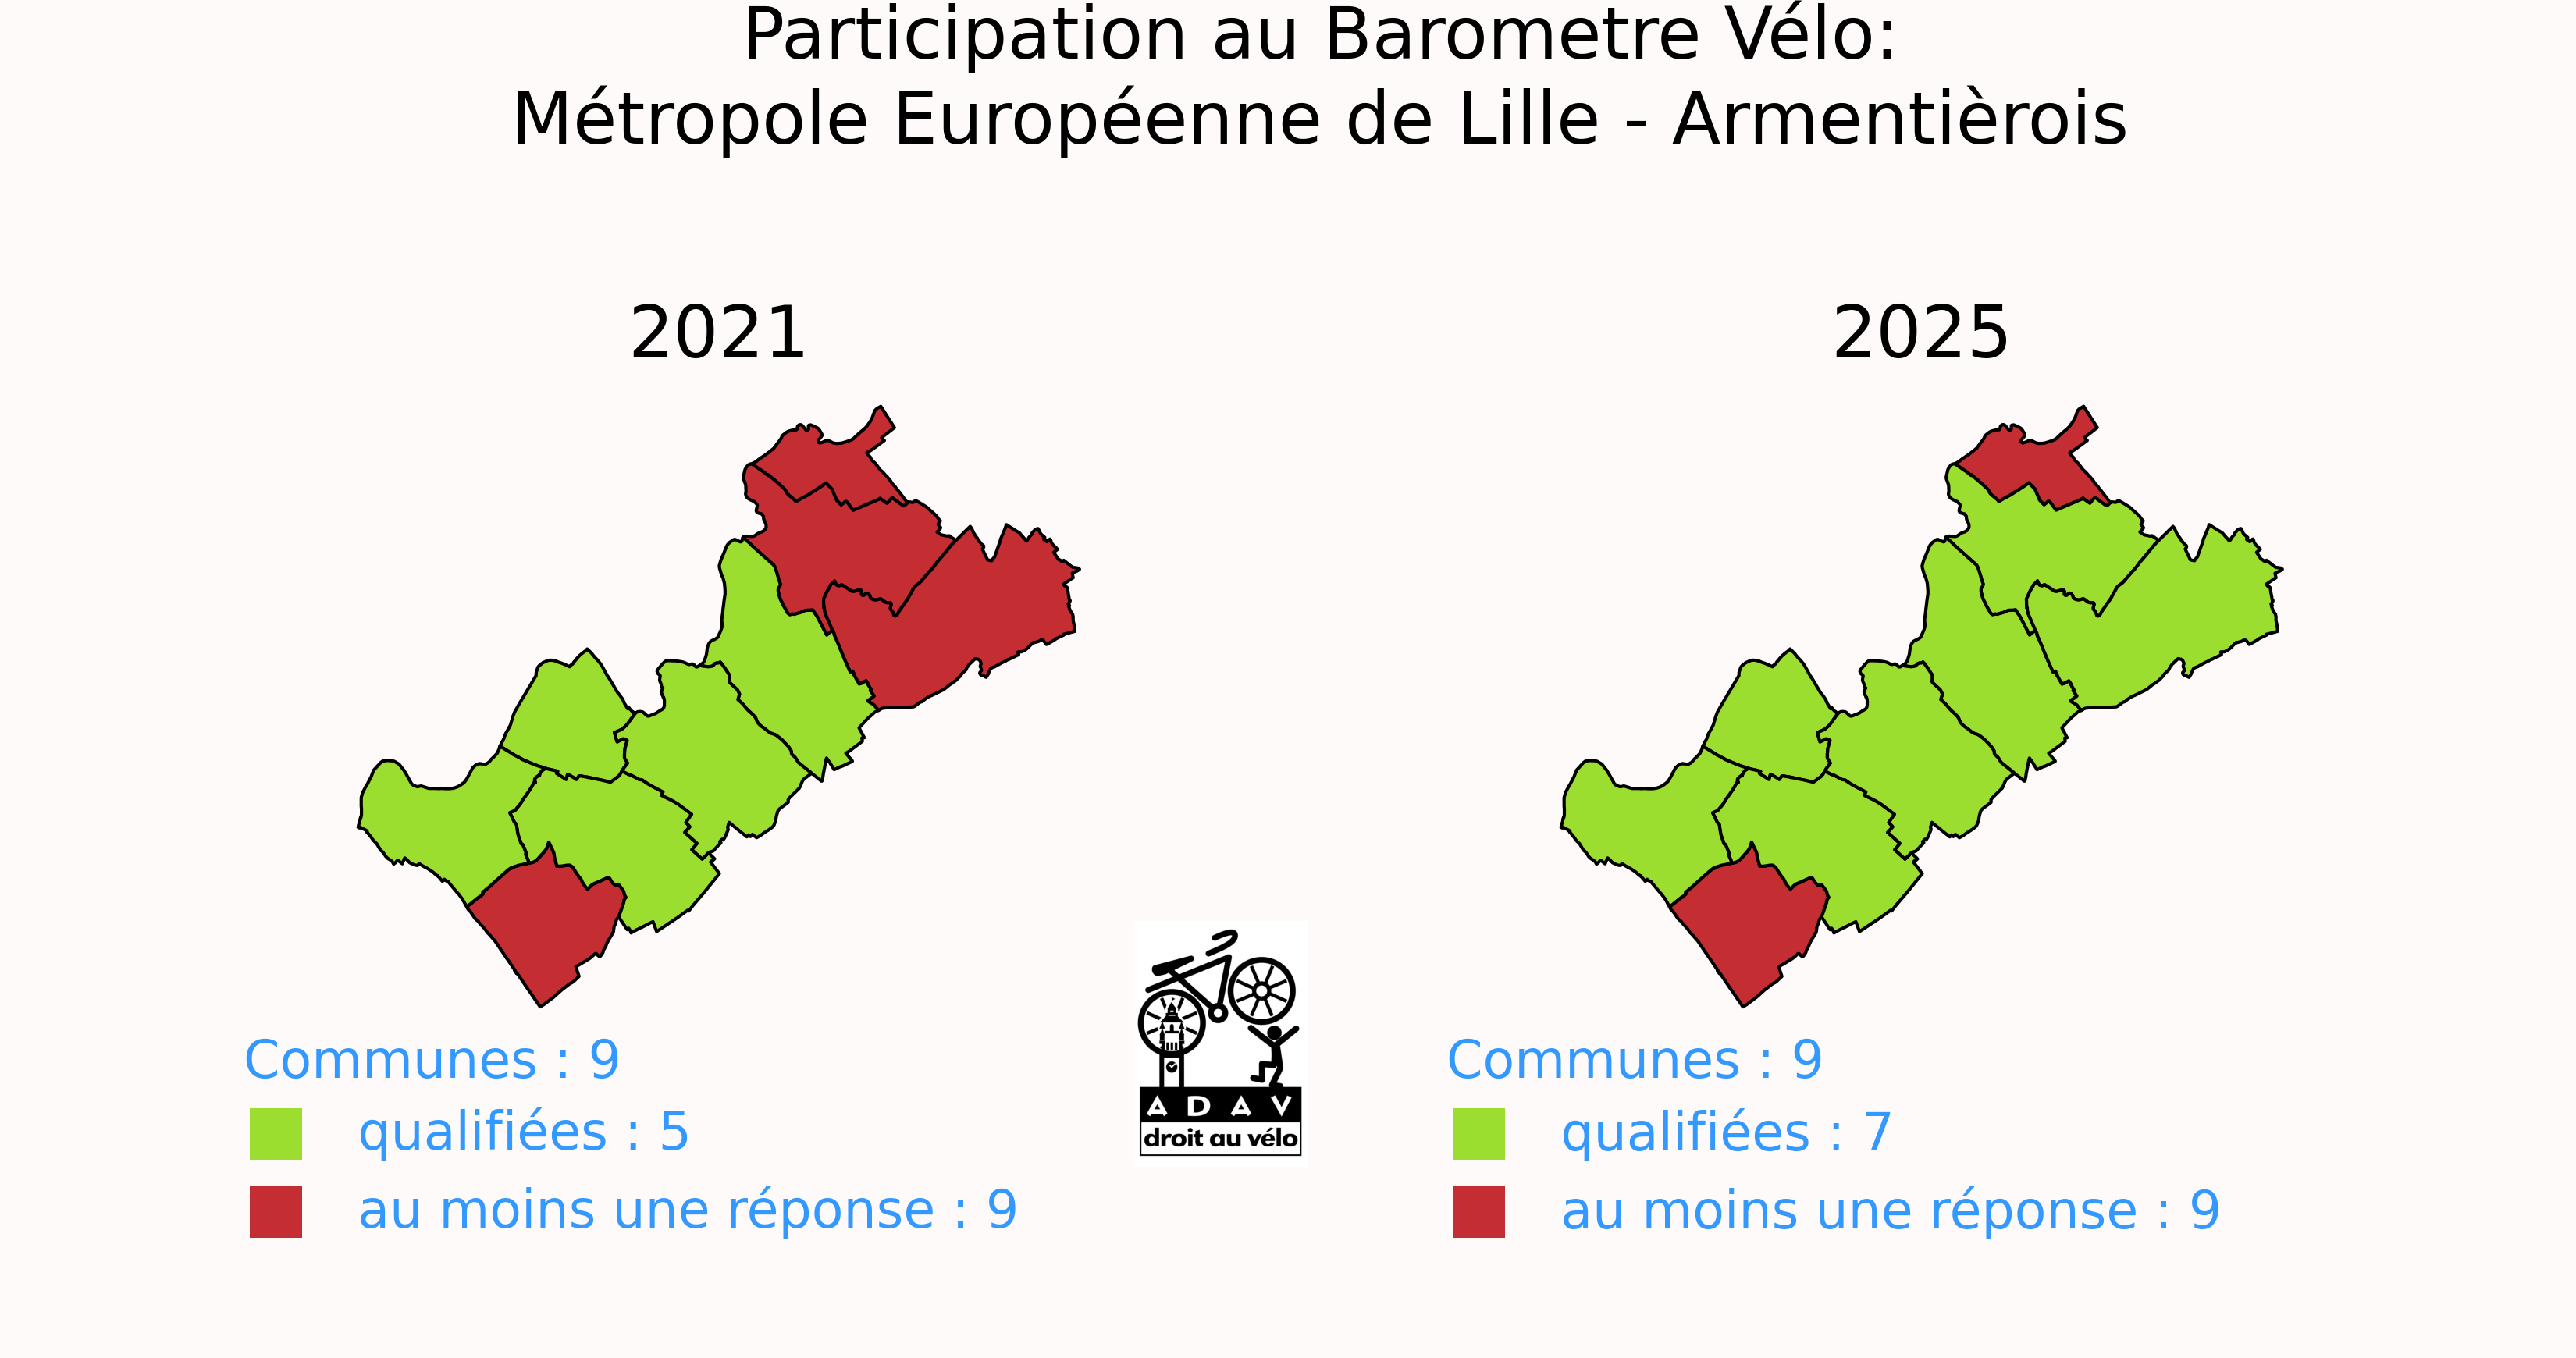 Participation au Barometre Vélo:
Métropole Européenne de Lille - Armentièrois
2021
Communes : 9
qualifiées : 5
au moins une réponse : 9
ADAV
droit au vélo
2025
Communes : 9
qualifiées : 7
au moins une réponse : 9